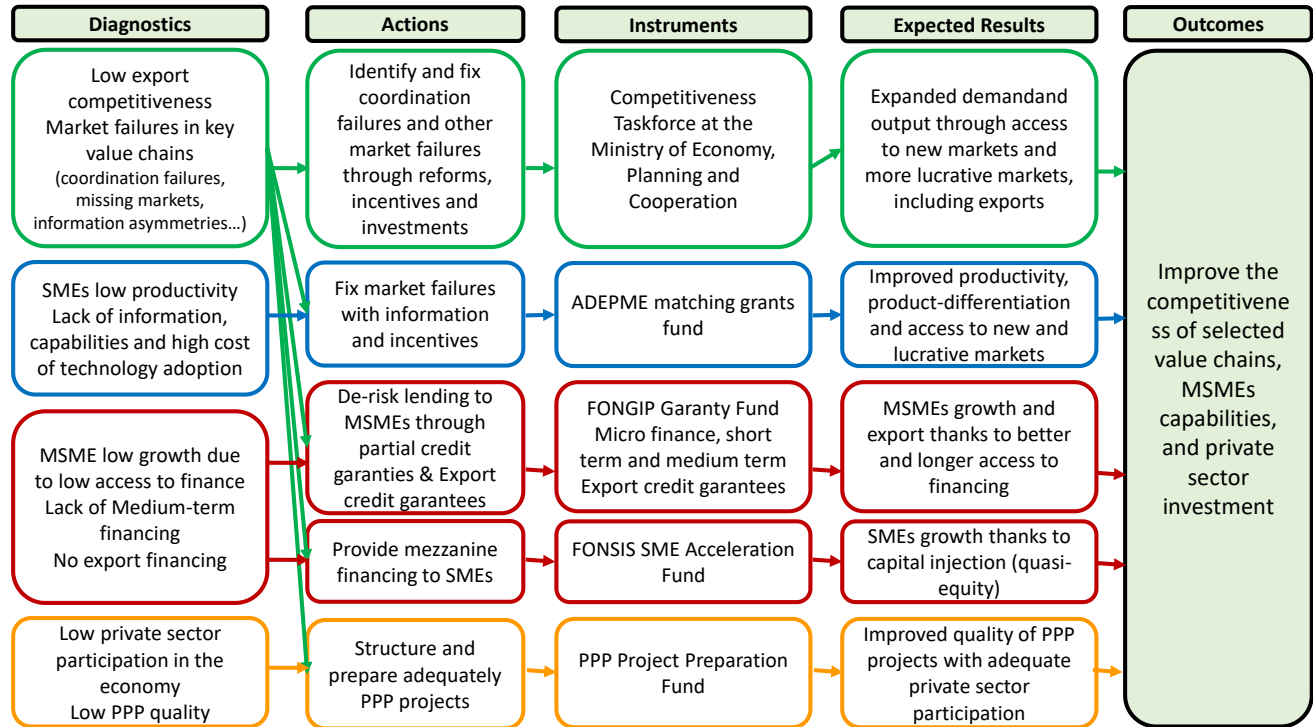 Diagnostics
Actions
Instruments
Expected Results
Outcomes
Low export
competitiveness
Market failures in key
value chains
(coordination failures,
missing markets,
information asymmetries…)
Identify and fix
coordination
failures and other
market failures
through reforms,
incentives and
investments
Competitiveness
Taskforce at the
Ministry of Economy,
Planning and
Cooperation
Expanded demandand
output through access
to new markets and
more lucrative markets,
including exports
SMEs low productivity
Lack of information,
capabilities and high cost
of technology adoption
Fix market failures
with information
and incentives
ADEPME matching grants
fund
Improved productivity,
product-differentiation
and access to new and
lucrative markets
MSME low growth due
to low access to finance
Lack of Medium-term
financing
No export financing
De-risk lending to
MSMEs through
partial credit
garanties & Export
credit garantees
FONGIP Garanty Fund
Micro finance, short
term and medium term
Export credit garantees
MSMEs growth and
export thanks to better
and longer access to
financing
Provide mezzanine
financing to SMEs
FONSIS SME Acceleration
Fund
SMEs growth thanks to
capital injection (quasi-
equity)
Low private sector
participation in the
economy
Low PPP quality
Structure and
prepare adequately
PPP projects
PPP Project Preparation
Fund
Improved quality of PPP
projects with adequate
private sector
participation
Improve the
competitivene
ss of selected
value chains,
MSMEs
capabilities,
and private
sector
investment